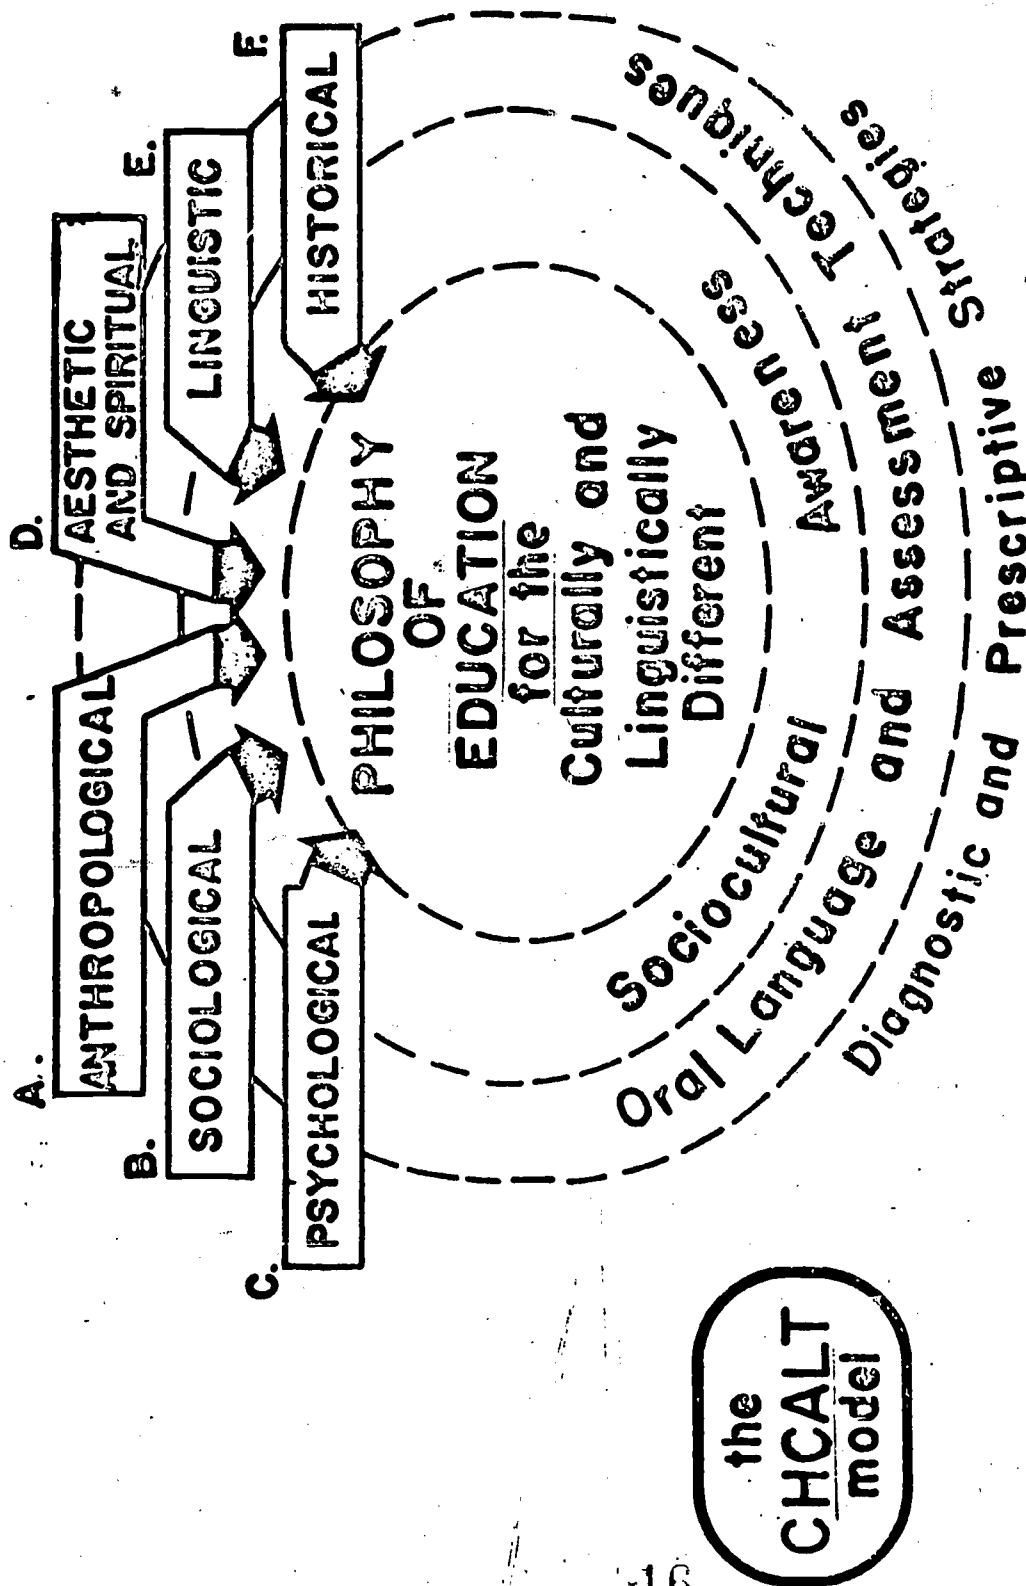 A.
ANTHROPOLOGICAL
B.
SOCIOLOGICAL
C.
PSYCHOLOGICAL
D.
AESTHETIC
AND SPIRITUAL
E.
LINGUISTIC
F.
HISTORICAL
PHILOSOPHY
OF
EDUCATION
for the
Culturally and
Linguistically
Different
Sociocultural Awareness
Oral Language and Assessment Techniques
Diagnostic and Prescriptive Strategies
the
CHCALT
model
16